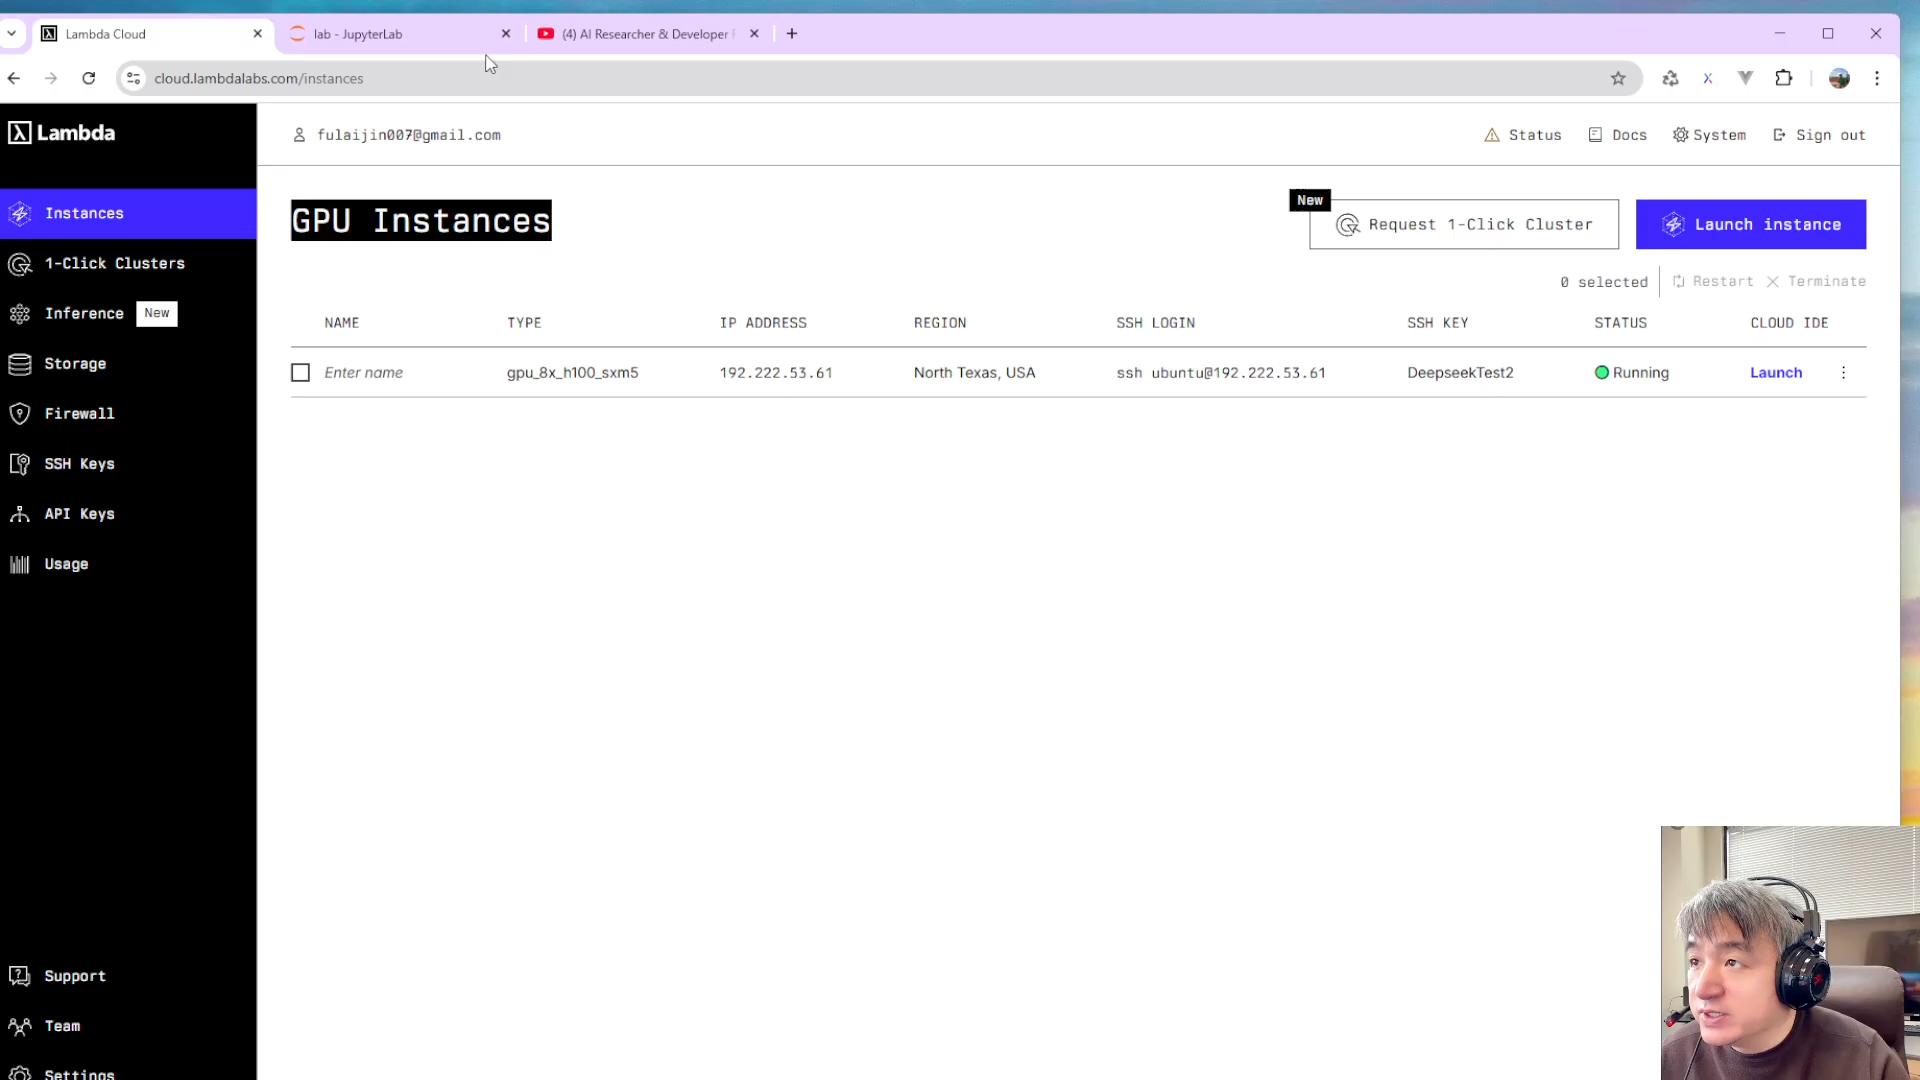 Lambda Cloud
lab - JupyterLab
(4) AI Researcher & Developer
cloud.lambdalabs.com/instances
Lambda
fulaijin007@gmail.com
Status
Docs
System
Sign out
Instances
1-Click Clusters
Inference New
Storage
Firewall
SSH Keys
API Keys
Usage
Support
Team
Settings
GPU Instances
New
Request 1-Click Cluster
Launch instance
0 selected
Restart
Terminate
NAME TYPE IP ADDRESS REGION SSH LOGIN SSH KEY STATUS CLOUD IDE
Enter name gpu_8x_h100_sxm5 192.222.53.61 North Texas, USA ssh ubuntu@192.222.53.61 DeepseekTest2 Running Launch